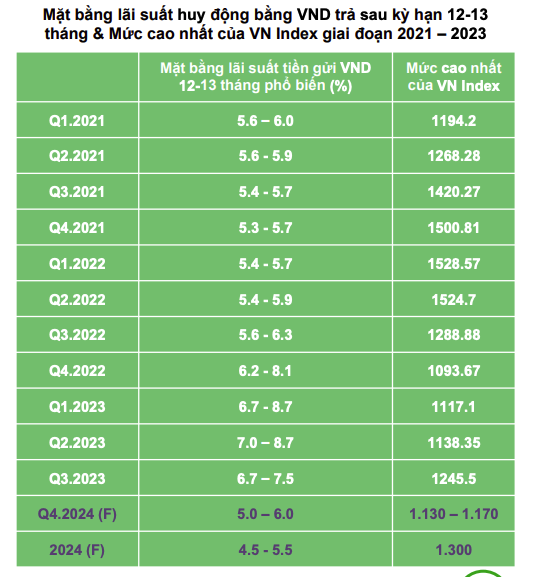 Mặt bằng lãi suất huy động bằng VND trả sau kỳ hạn 12-13
tháng & Mức cao nhất của VN Index giai đoạn 2021 – 2023
Mặt bằng lãi suất tiền gửi VND Mức cao nhất
12-13 tháng phổ biến (%) của VN Index
Q1.2021 5.6 – 6.0 1194.2
Q2.2021 5.6 - 5.9 1268.28
Q3.2021 5.4 - 5.7 1420.27
Q4.2021 5.3 - 5.7 1500.81
Q1.2022 5.4 - 5.7 1528.57
Q2.2022 5.4 - 5.9 1524.7
Q3.2022 5.6 - 6.3 1288.88
Q4.2022 6.2 - 8.1 1093.67
Q1.2023 6.7 - 8.7 1117.1
Q2.2023 7.0 – 8.7 1138.35
Q3.2023 6.7 – 7.5 1245.5
Q4.2024 (F) 5.0 – 6.0 1.130 – 1.170
2024 (F) 4.5 - 5.5 1.300